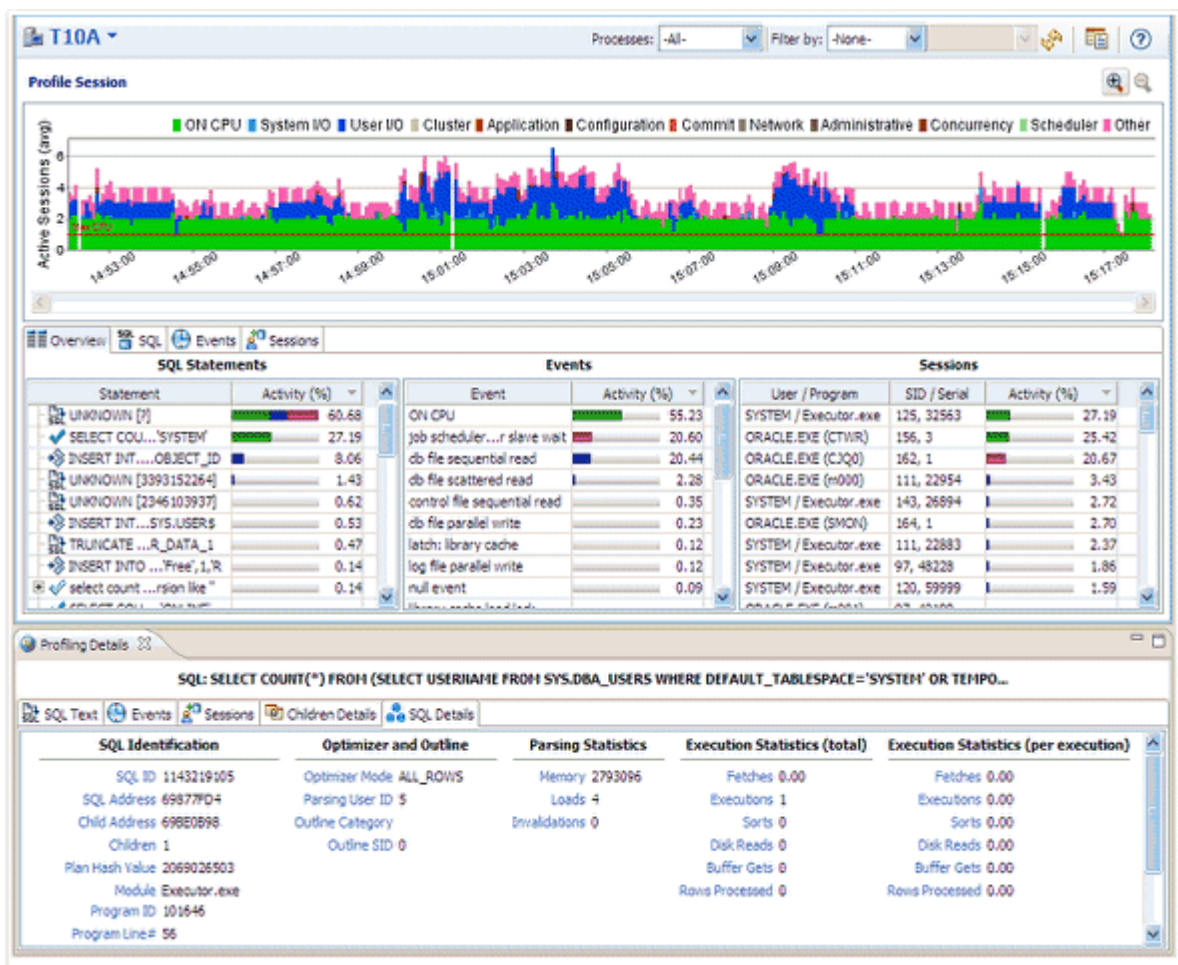 T10A Processes: -All- Filter by: -None-
Profile Session
ON CPU System I/O User I/O Cluster Application Configuration Commit Network Administrative Concurrency Scheduler Other
Active Sessions (avg)
6
4
2
0
14:53:00 14:55:00 14:57:00 14:59:00 15:01:00 15:03:00 15:05:00 15:07:00 15:09:00 15:11:00 15:13:00 15:15:00 15:17:00
Overview SQL Events Sessions
SQL Statements Events Sessions
Statement Activity (%) Event Activity (%) User / Program SID / Serial Activity (%)
UNKNOWN [?] 60.68 ON CPU 55.23 SYSTEM / Executor.exe 125, 32563 27.19
SELECT COU...'SYSTEM' 27.19 job scheduler...r slave wait 20.60 ORACLE.EXE (CTWR) 156, 3 25.42
INSERT INT....OBJECT_ID 8.06 db file sequential read 20.44 ORACLE.EXE (CJQ0) 162, 1 20.67
UNKNOWN [3393152264] 1.43 db file scattered read 2.28 ORACLE.EXE (m000) 111, 22954 3.43
UNKNOWN [2346103937] 0.62 control file sequential read 0.35 SYSTEM / Executor.exe 143, 26894 2.72
INSERT INT...SYS.USER$ 0.53 db file parallel write 0.23 ORACLE.EXE (SMON) 164, 1 2.70
TRUNCATE ...R_DATA_1 0.47 latch: library cache 0.12 SYSTEM / Executor.exe 111, 22883 2.37
INSERT INTO ...'Free',1,'R 0.14 log file parallel write 0.12 SYSTEM / Executor.exe 97, 48228 1.86
select count ...rsion like '' 0.14 null event 0.09 SYSTEM / Executor.exe 120, 59999 1.59
Profiling Details
SQL: SELECT COUNT(*) FROM (SELECT USERNAME FROM SYS.DBA_USERS WHERE DEFAULT_TABLESPACE='SYSTEM' OR TEMPO...
SQL Text Events Sessions Children Details SQL Details
SQL Identification Optimizer and Outline Parsing Statistics Execution Statistics (total) Execution Statistics (per execution)
SQL ID 1143219105 Optimizer Mode ALL_ROWS Memory 2793096 Fetches 0.00 Fetches 0.00
SQL Address 69877FD4 Parsing User ID 5 Loads 4 Executions 1 Executions 0.00
Child Address 69BE0B98 Outline Category Invalidations 0 Sorts 0 Sorts 0.00
Children 1 Outline SID 0 Disk Reads 0 Disk Reads 0.00
Plan Hash Value 2069026503 Buffer Gets 0 Buffer Gets 0.00
Module Executor.exe Rows Processed 0 Rows Processed 0.00
Program ID 101646
Program Line# 56